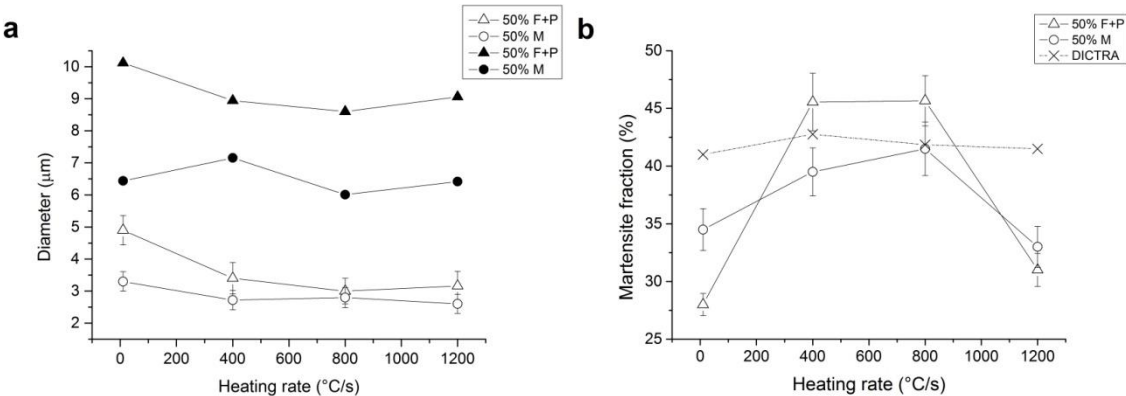 a
50% F+P
50% M
50% F+P
50% M
10
9
8
7
6
5
4
3
2
Diameter (µm)
0 200 400 600 800 1000 1200
Heating rate (°C/s)
b
50% F+P
50% M
DICTRA
50
45
40
35
30
25
Martensite fraction (%)
0 200 400 600 800 1000 1200
Heating rate (°C/s)